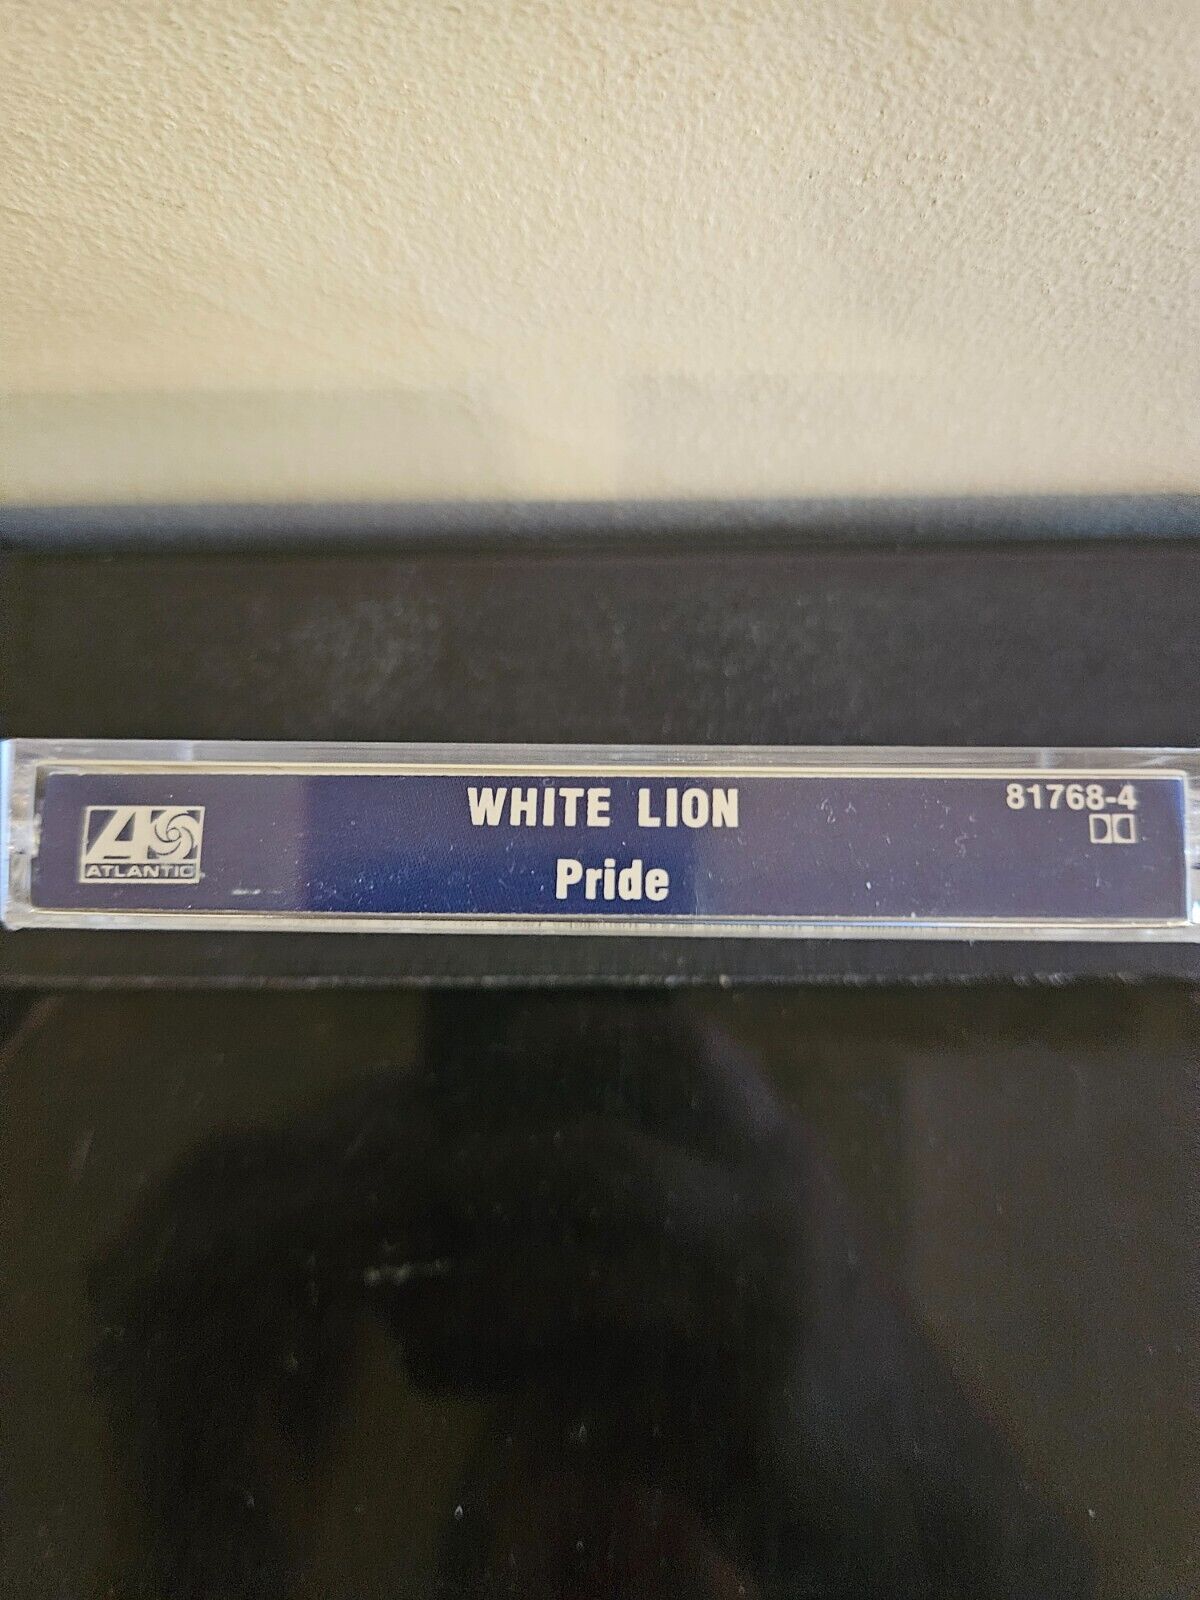 ATLANTIC
WHITE LION
Pride
81768-4